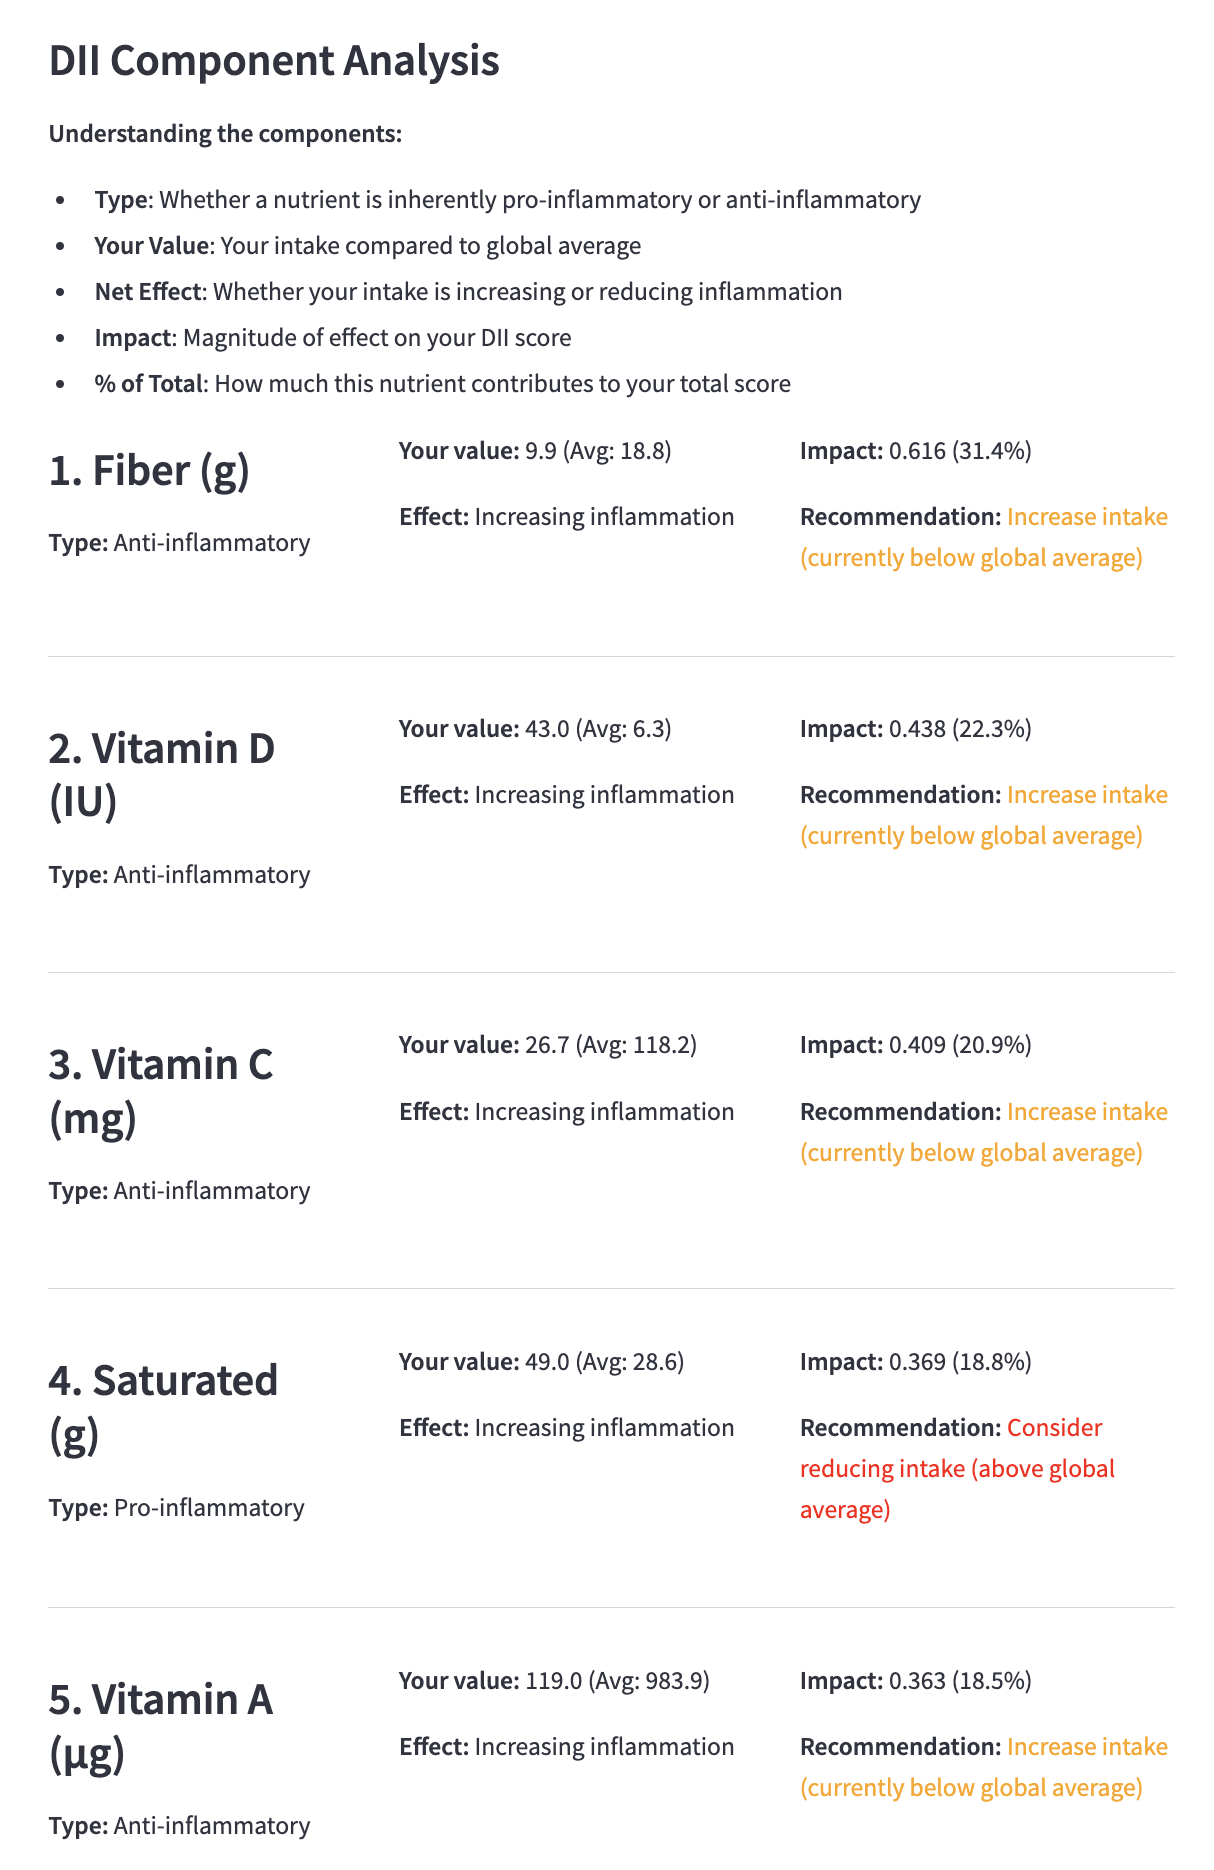 DII Component Analysis
Understanding the components:
• Type: Whether a nutrient is inherently pro-inflammatory or anti-inflammatory
• Your Value: Your intake compared to global average
• Net Effect: Whether your intake is increasing or reducing inflammation
• Impact: Magnitude of effect on your DII score
• % of Total: How much this nutrient contributes to your total score
1. Fiber (g)
Type: Anti-inflammatory
Your value: 9.9 (Avg: 18.8)
Effect: Increasing inflammation
Impact: 0.616 (31.4%)
Recommendation: Increase intake
(currently below global average)
2. Vitamin D
(IU)
Type: Anti-inflammatory
Your value: 43.0 (Avg: 6.3)
Effect: Increasing inflammation
Impact: 0.438 (22.3%)
Recommendation: Increase intake
(currently below global average)
3. Vitamin C
(mg)
Type: Anti-inflammatory
Your value: 26.7 (Avg: 118.2)
Effect: Increasing inflammation
Impact: 0.409 (20.9%)
Recommendation: Increase intake
(currently below global average)
4. Saturated
(g)
Type: Pro-inflammatory
Your value: 49.0 (Avg: 28.6)
Effect: Increasing inflammation
Impact: 0.369 (18.8%)
Recommendation: Consider
reducing intake (above global
average)
5. Vitamin A
(μg)
Type: Anti-inflammatory
Your value: 119.0 (Avg: 983.9)
Effect: Increasing inflammation
Impact: 0.363 (18.5%)
Recommendation: Increase intake
(currently below global average)